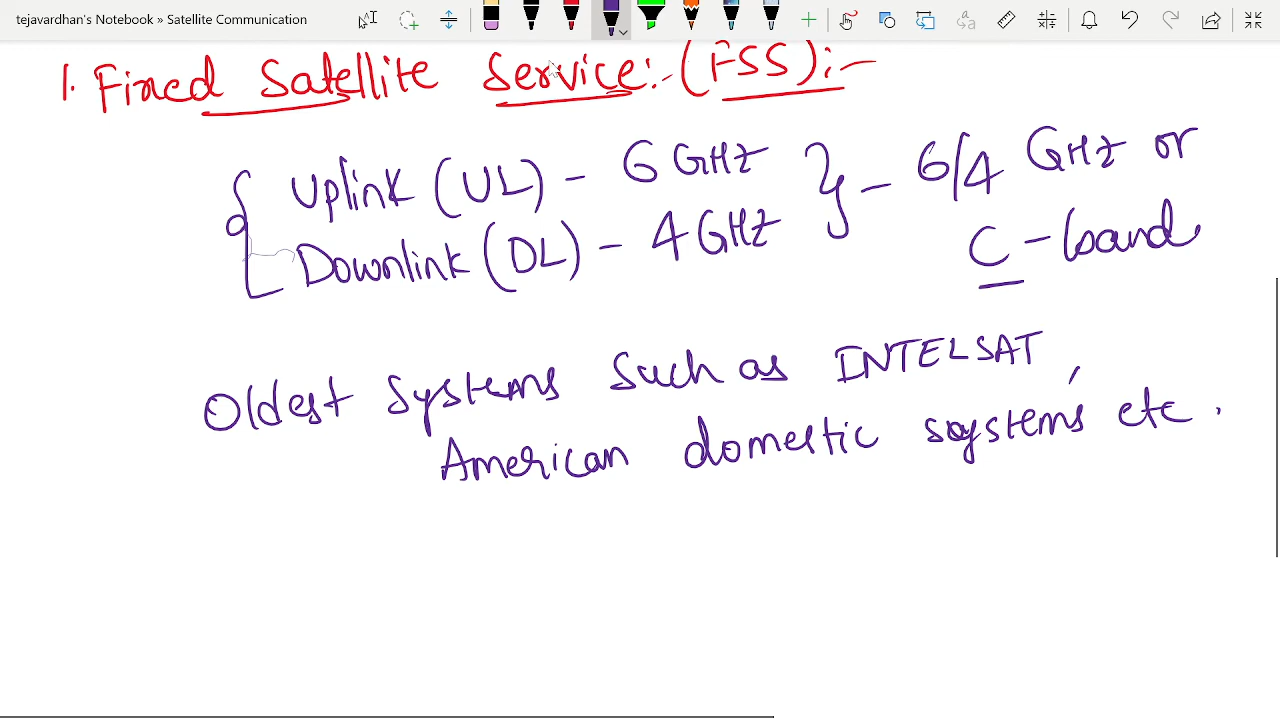 tejavardhan's Notebook » Satellite Communication
1. Fixed Satellite Service:- (FSS):-
Uplink (UL) - 6 GHz } - 6/4 GHz or
Downlink (DL) - 4 GHz C-band
Oldest systems such as INTELSAT,
American domestic systems etc.